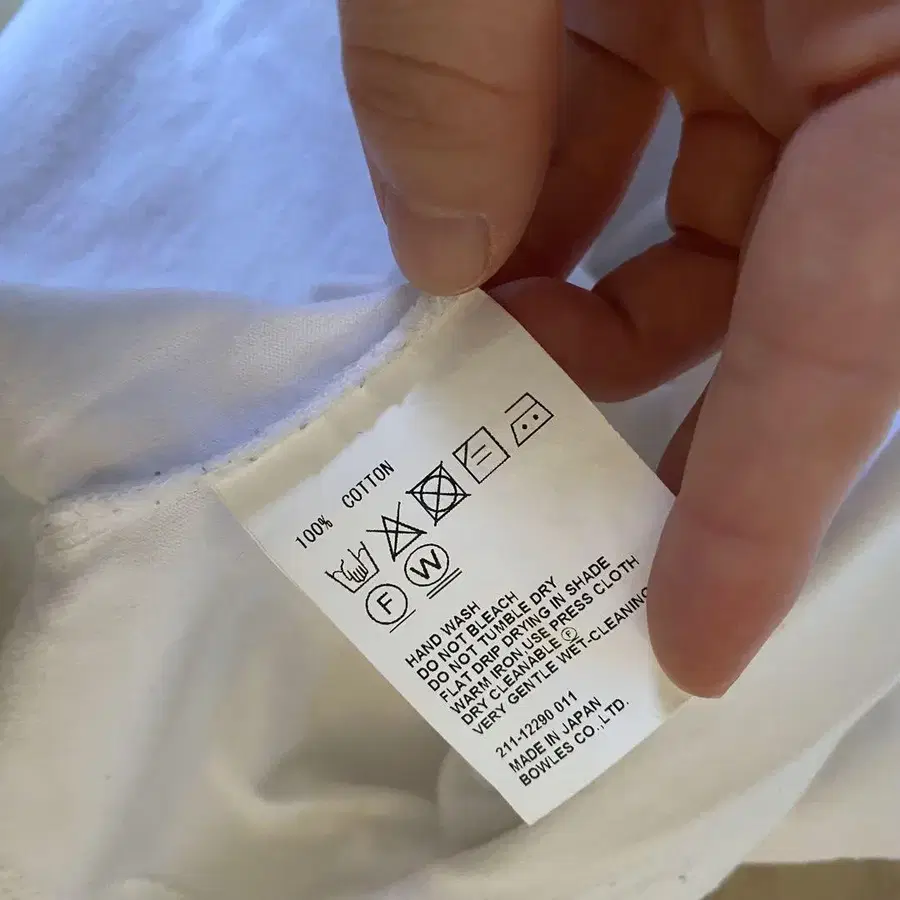 100% COTTON
F W
HAND WASH
DO NOT BLEACH
DO NOT TUMBLE DRY
FLAT DRIP DRYING IN SHADE
WARM IRON,USE PRESS CLOTH
DRY CLEANABLE Ⓕ
VERY GENTLE WET-CLEANING
211-12290 011
MADE IN JAPAN
BOWLES CO.,LTD.